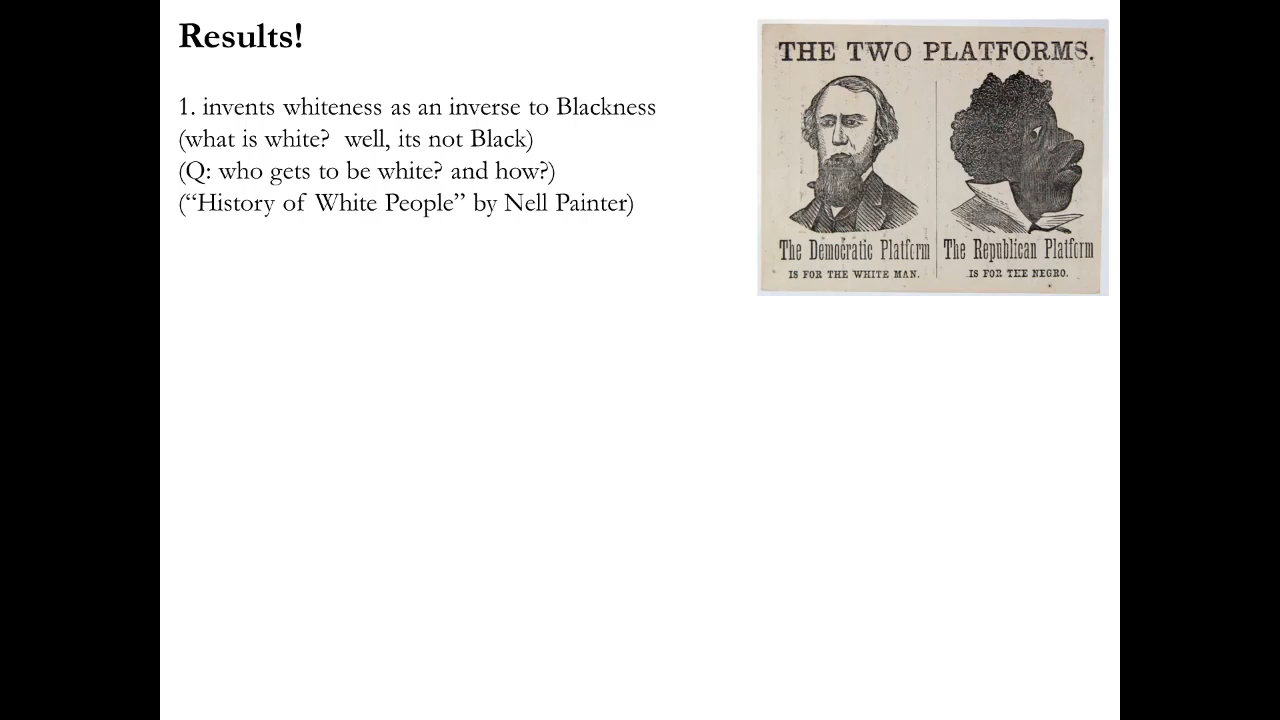 Results!
1. invents whiteness as an inverse to Blackness
(what is white?  well, its not Black)
(Q: who gets to be white? and how?)
(“History of White People” by Nell Painter)
THE TWO PLATFORMS.
The Democratic Platform
IS FOR THE WHITE MAN.
The Republican Platform
IS FOR THE NEGRO.